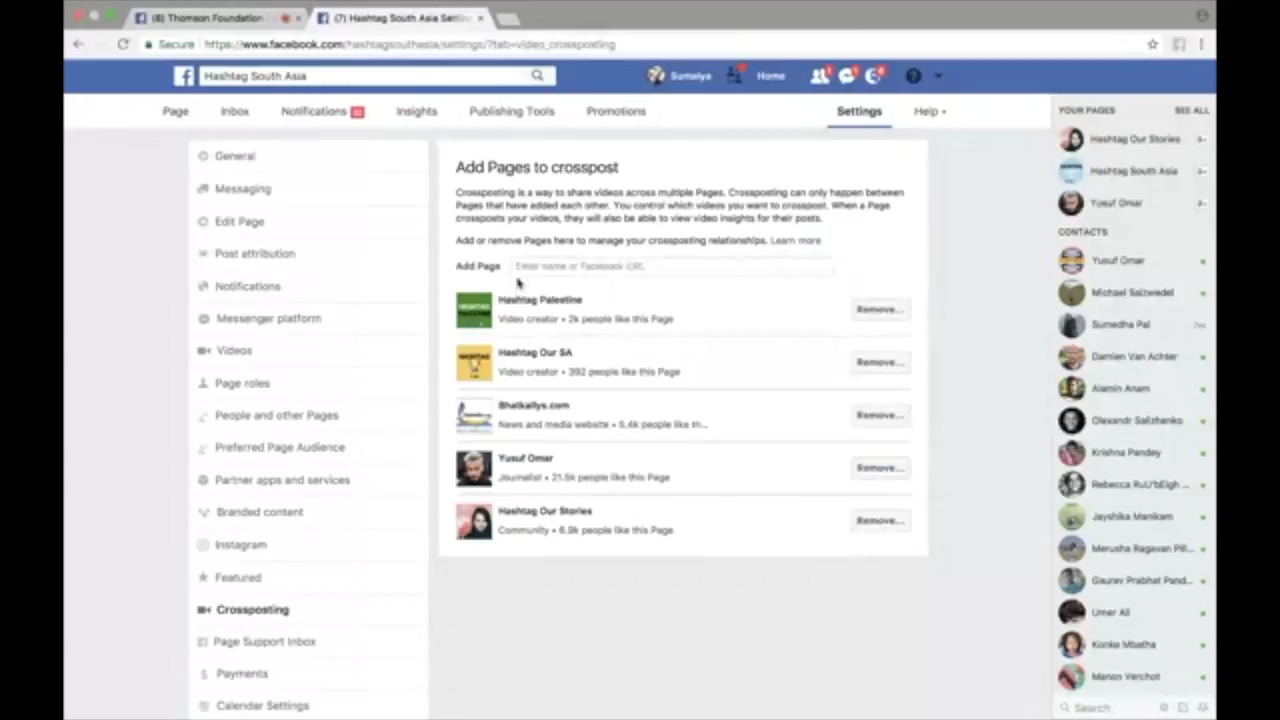 (6) Thomson Foundation
(7) Hashtag South Asia Settin
Secure https://www.facebook.com/hashtagsouthasia/settings/?tab=video_crossposting
Hashtag South Asia
Sumaiya
Home
Page
Inbox
Notifications
Insights
Publishing Tools
Promotions
Settings
Help
General
Messaging
Edit Page
Post attribution
Notifications
Messenger platform
Videos
Page roles
People and other Pages
Preferred Page Audience
Partner apps and services
Branded content
Instagram
Featured
Crossposting
Page Support Inbox
Payments
Calendar Settings
Add Pages to crosspost
Crossposting is a way to share videos across multiple Pages. Crossposting can only happen between
Pages that have added each other. You control which videos you want to crosspost. When a Page
crossposts your videos, they will also be able to view video insights for their posts.
Add or remove Pages here to manage your crossposting relationships. Learn more
Add Page Enter name or Facebook URL
Hashtag Palestine
Video creator • 2k people like this Page
Remove...
Hashtag Our SA
Video creator • 392 people like this Page
Remove...
Bhatkallys.com
News and media website • 5.4k people like th...
Remove...
Yusuf Omar
Journalist • 21.5k people like this Page
Remove...
Hashtag Our Stories
Community • 6.9k people like this Page
Remove...
YOUR PAGES SEE ALL
Hashtag Our Stories
Hashtag South Asia
Yusuf Omar
CONTACTS
Yusuf Omar
Michael Salzwedel
Sumedha Pal
Damien Van Achter
Alamin Anam
Olexandr Salizhenko
Krishna Pandey
Rebecca
Jayshika Manikam
Merusha Ragavan Pill...
Gaurav Prabhat Pand...
Umer Ali
Konke Mbatha
Manon Verchot
Search